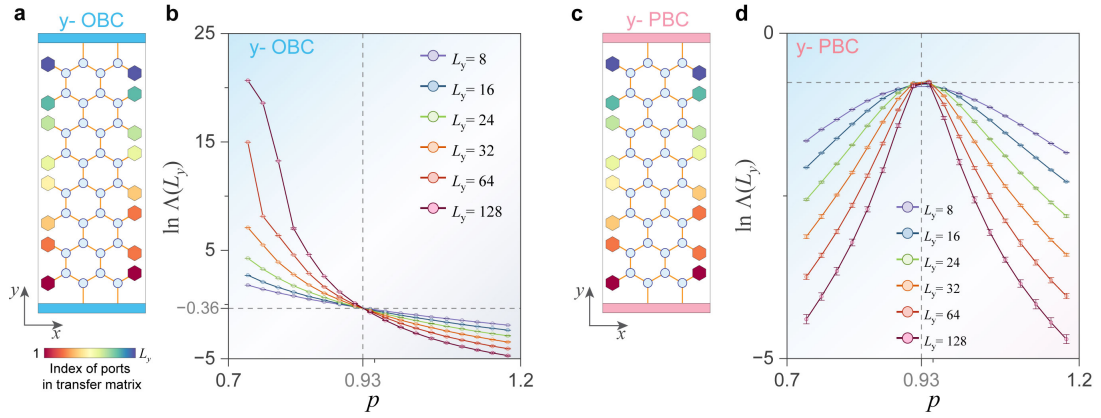 a
y- OBC
y
x
1
L_y
Index of ports
in transfer matrix
b
y- OBC
ln Λ(L_y)
25
15
5
−0.36
−5
0.7
0.93
1.2
p
L_y= 8
L_y= 16
L_y= 24
L_y= 32
L_y= 64
L_y= 128
c
y- PBC
y
x
d
y- PBC
ln Λ(L_y)
0
−5
0.7
0.93
1.2
p
L_y= 8
L_y= 16
L_y= 24
L_y= 32
L_y= 64
L_y= 128